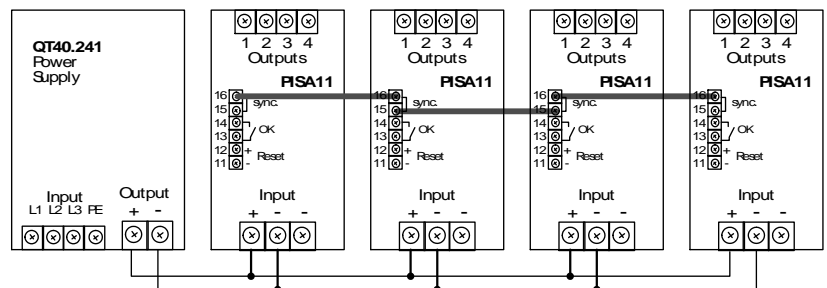 QT40.241
Power
Supply
Input
L1 L2 L3 PE
Output
+ -
1 2 3 4
Outputs
PISA11
16
15
sync.
14
13
OK
12 +
11 -
Reset
Input
+ - -
1 2 3 4
Outputs
PISA11
16
15
sync.
14
13
OK
12 +
11 -
Reset
Input
+ - -
1 2 3 4
Outputs
PISA11
16
15
sync.
14
13
OK
12 +
11 -
Reset
Input
+ - -
1 2 3 4
Outputs
PISA11
16
15
sync.
14
13
OK
12 +
11 -
Reset
Input
+ - -